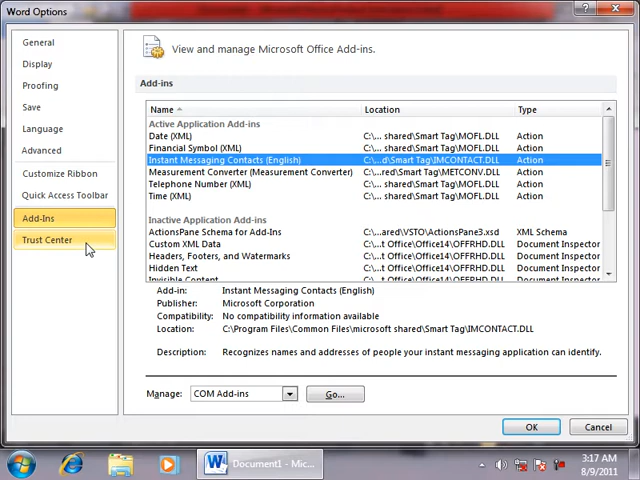 Word Options
General
Display
Proofing
Save
Language
Advanced
Customize Ribbon
Quick Access Toolbar
Add-Ins
Trust Center
View and manage Microsoft Office Add-ins.
Add-ins
Name Location Type
Active Application Add-ins
Date (XML) C:\... shared\Smart Tag\MOFL.DLL Action
Financial Symbol (XML) C:\... shared\Smart Tag\MOFL.DLL Action
Instant Messaging Contacts (English) C:\...d\Smart Tag\IMCONTACT.DLL Action
Measurement Converter (Measurement Converter) C:\...red\Smart Tag\METCONV.DLL Action
Telephone Number (XML) C:\... shared\Smart Tag\MOFL.DLL Action
Time (XML) C:\... shared\Smart Tag\MOFL.DLL Action
Inactive Application Add-ins
ActionsPane Schema for Add-Ins C:\...ared\VSTO\ActionsPane3.xsd XML Schema
Custom XML Data C:\...t Office\Office14\OFFRHD.DLL Document Inspector
Headers, Footers, and Watermarks C:\...t Office\Office14\OFFRHD.DLL Document Inspector
Hidden Text C:\...t Office\Office14\OFFRHD.DLL Document Inspector
Invisible Content C:\...t Office\Office14\OFFRHD.DLL Document Inspector
Add-in: Instant Messaging Contacts (English)
Publisher: Microsoft Corporation
Compatibility: No compatibility information available
Location: C:\Program Files\Common Files\microsoft shared\Smart Tag\IMCONTACT.DLL
Description: Recognizes names and addresses of people your instant messaging application can identify.
Manage: COM Add-ins Go...
OK Cancel
Document1 - Mic...
3:17 AM
8/9/2011